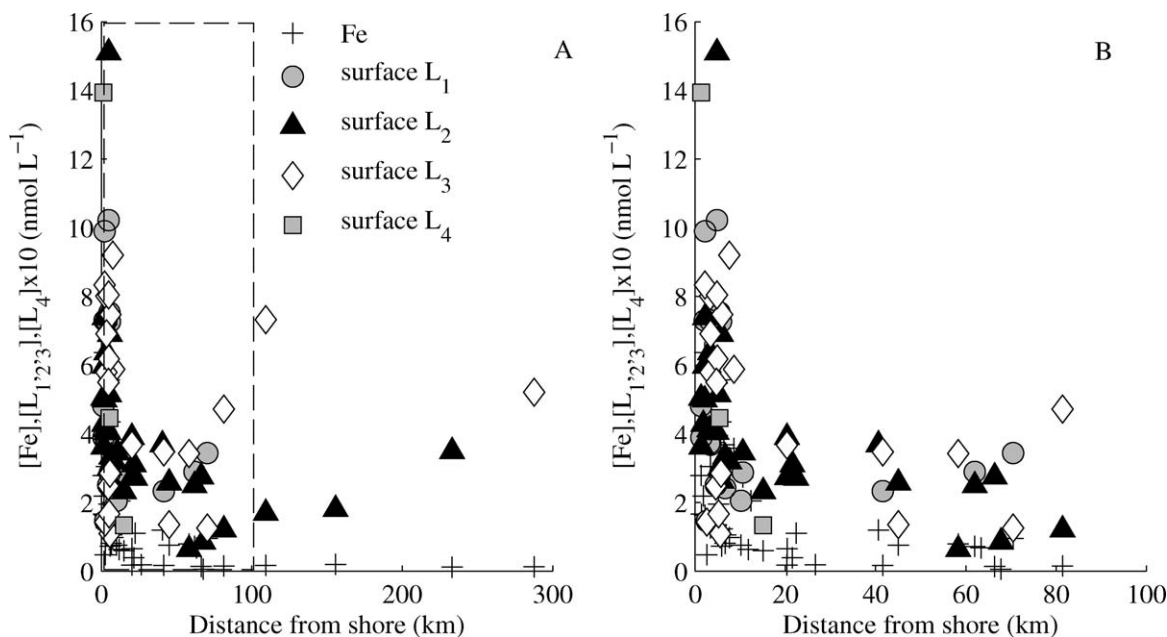 16
14
12
10
8
6
4
2
0
[Fe],[L1,2,3],[L4]x10 (nmol L−1)
Fe
surface L1
surface L2
surface L3
surface L4
A
0
100
200
300
Distance from shore (km)
16
14
12
10
8
6
4
2
0
[Fe],[L1,2,3],[L4]x10 (nmol L−1)
B
0
20
40
60
80
100
Distance from shore (km)